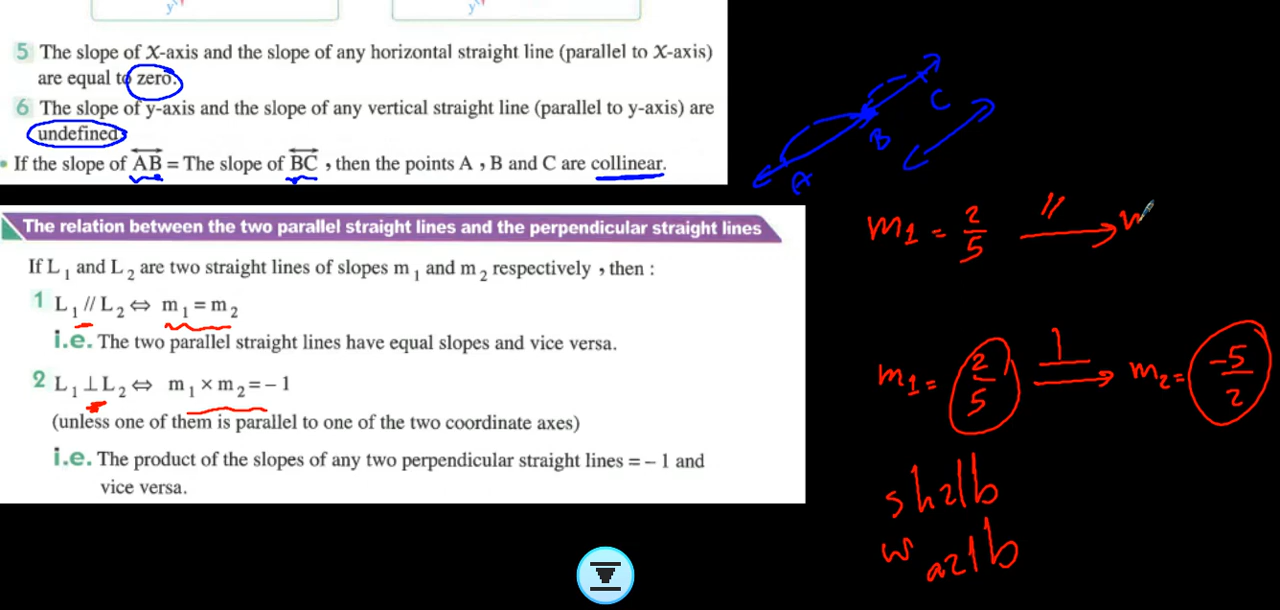 y
y
5 The slope of X-axis and the slope of any horizontal straight line (parallel to X-axis)
are equal to zero.
6 The slope of y-axis and the slope of any vertical straight line (parallel to y-axis) are
undefined
• If the slope of AB = The slope of BC , then the points A , B and C are collinear.
A B C
The relation between the two parallel straight lines and the perpendicular straight lines
If L₁ and L₂ are two straight lines of slopes m₁ and m₂ respectively , then :
1 L₁ // L₂ ⇔ m₁ = m₂
i.e. The two parallel straight lines have equal slopes and vice versa.
2 L₁ ⊥ L₂ ⇔ m₁ × m₂ = – 1
(unless one of them is parallel to one of the two coordinate axes)
i.e. The product of the slopes of any two perpendicular straight lines = – 1 and
vice versa.
m1 = 2/5 //
m1 = 2/5 ⊥ m2 = -5/2
sh2lb
w a21b